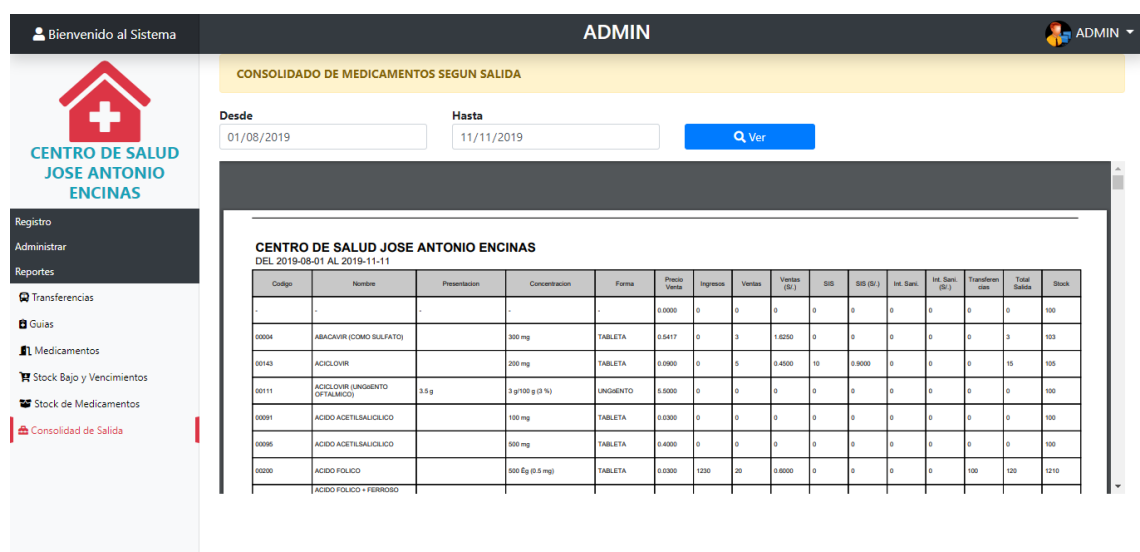 Bienvenido al Sistema
ADMIN
ADMIN
CENTRO DE SALUD
JOSE ANTONIO
ENCINAS
Registro
Administrar
Reportes
Transferencias
Guias
Medicamentos
Stock Bajo y Vencimientos
Stock de Medicamentos
Consolidad de Salida
CONSOLIDADO DE MEDICAMENTOS SEGUN SALIDA
Desde Hasta
01/08/2019 11/11/2019 Ver
CENTRO DE SALUD JOSE ANTONIO ENCINAS
DEL 2019-08-01 AL 2019-11-11
Codigo Nombre Presentacion Concentracion Forma Precio Venta Ingresos Ventas Ventas (S/.) SIS SIS (S/.) Int. Sani. Int. Sani. (S/.) Transferen cias Total Salida Stock
- - - - - 0.0000 0 0 0 0 0 0 0 0 0 100
00004 ABACAVIR (COMO SULFATO) 300 mg TABLETA 0.5417 0 3 1.6250 0 0 0 0 0 3 103
00143 ACICLOVIR 200 mg TABLETA 0.0900 0 5 0.4500 10 0.9000 0 0 0 15 105
00111 ACICLOVIR (UNGöENTO OFTALMICO) 3.5 g 3 g/100 g (3 %) UNGöENTO 5.5000 0 0 0 0 0 0 0 0 0 100
00091 ACIDO ACETILSALICILICO 100 mg TABLETA 0.0300 0 0 0 0 0 0 0 0 0 100
00095 ACIDO ACETILSALICILICO 500 mg TABLETA 0.4000 0 0 0 0 0 0 0 0 0 100
00200 ACIDO FOLICO 500 Êg (0.5 mg) TABLETA 0.0300 1230 20 0.6000 0 0 0 0 100 120 1210
ACIDO FOLICO + FERROSO